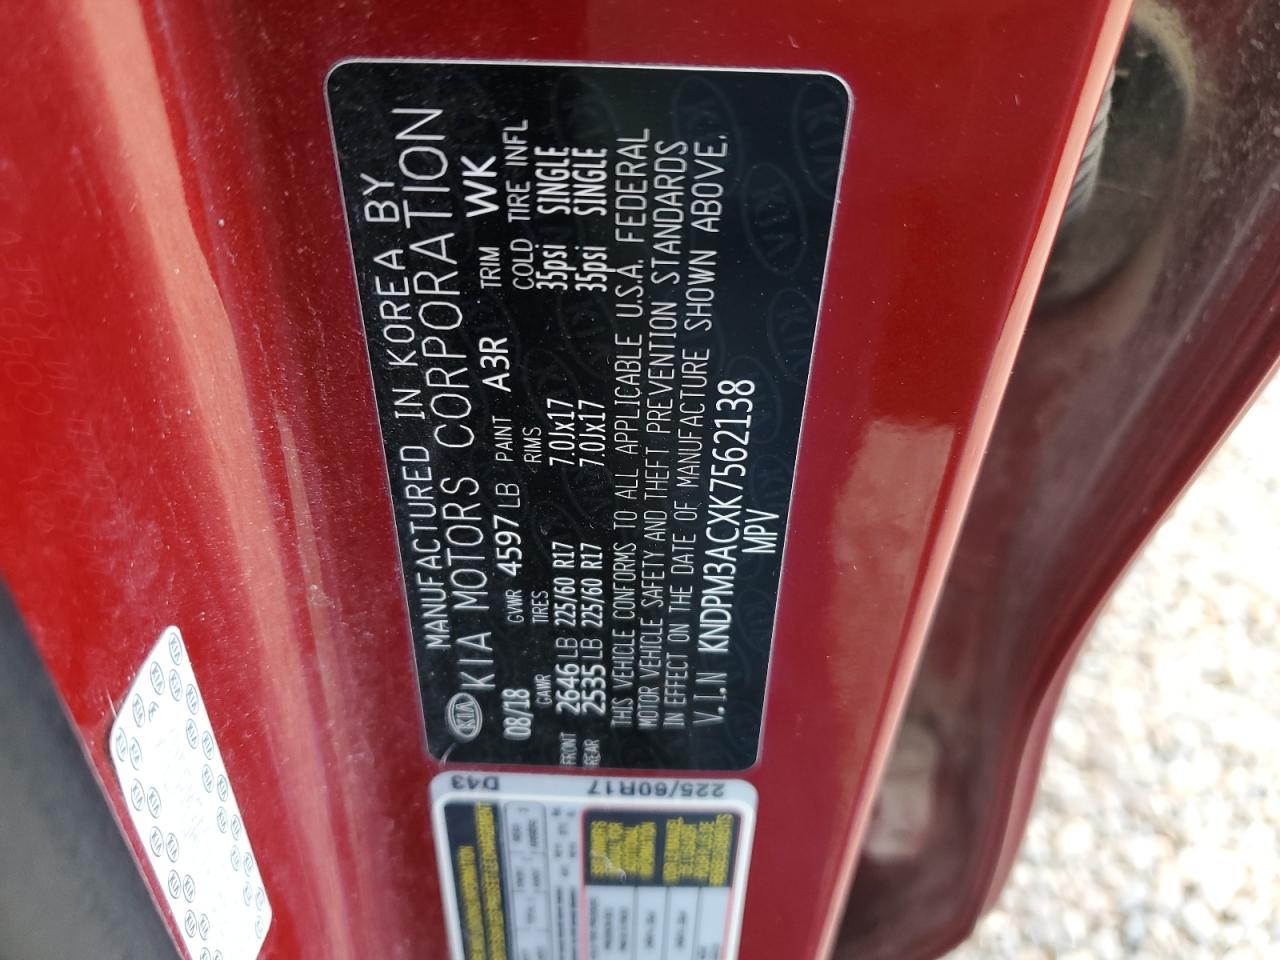 MANUFACTURED IN KOREA BY
KIA KIA MOTORS CORPORATION
08/18 GVWR 4597 LB PAINT A3R TRIM WK
GAWR TIRES RIMS COLD TIRE INFL
FRONT 2646 LB 225/60 R17 7.0Jx17 35psi SINGLE
REAR 2535 LB 225/60 R17 7.0Jx17 35psi SINGLE
THIS VEHICLE CONFORMS TO ALL APPLICABLE U.S.A. FEDERAL
MOTOR VEHICLE SAFETY AND THEFT PREVENTION STANDARDS
IN EFFECT ON THE DATE OF MANUFACTURE SHOWN ABOVE.
V.I.N KNDPM3ACXK7562138
MPV
D43
225/60R17